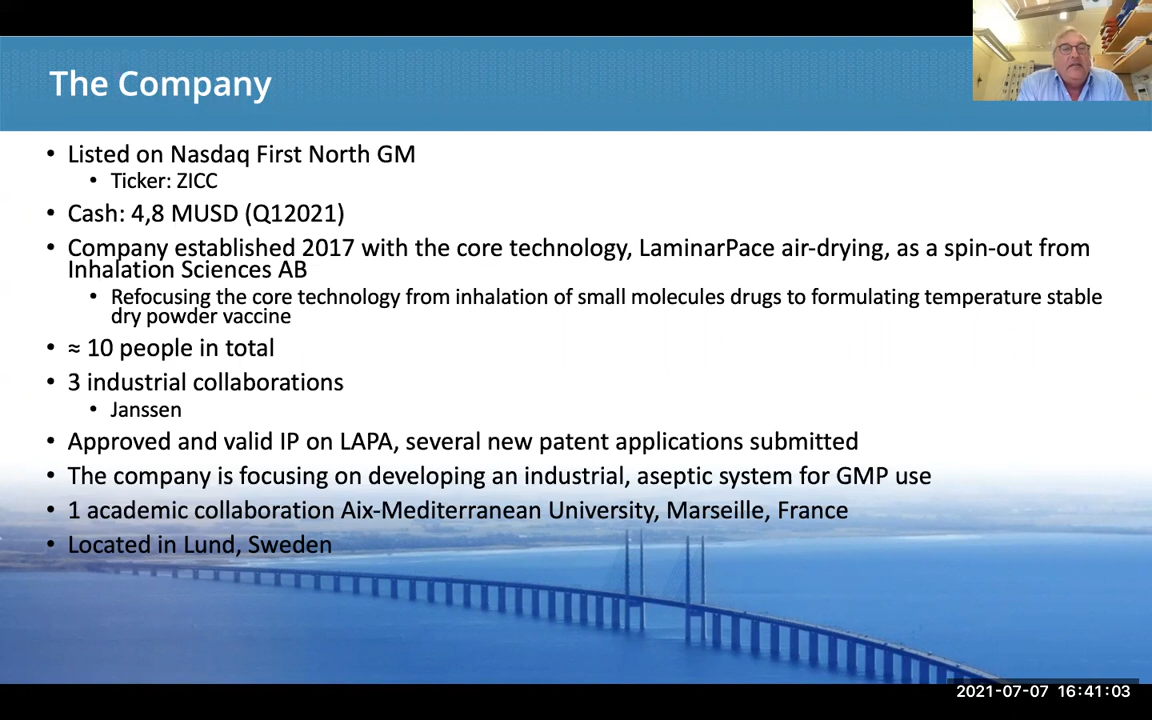 The Company
• Listed on Nasdaq First North GM
• Ticker: ZICC
• Cash: 4,8 MUSD (Q12021)
• Company established 2017 with the core technology, LaminarPace air-drying, as a spin-out from
Inhalation Sciences AB
• Refocusing the core technology from inhalation of small molecules drugs to formulating temperature stable
dry powder vaccine
• ≈ 10 people in total
• 3 industrial collaborations
• Janssen
• Approved and valid IP on LAPA, several new patent applications submitted
• The company is focusing on developing an industrial, aseptic system for GMP use
• 1 academic collaboration Aix-Mediterranean University, Marseille, France
• Located in Lund, Sweden
2021-07-07 16:41:03